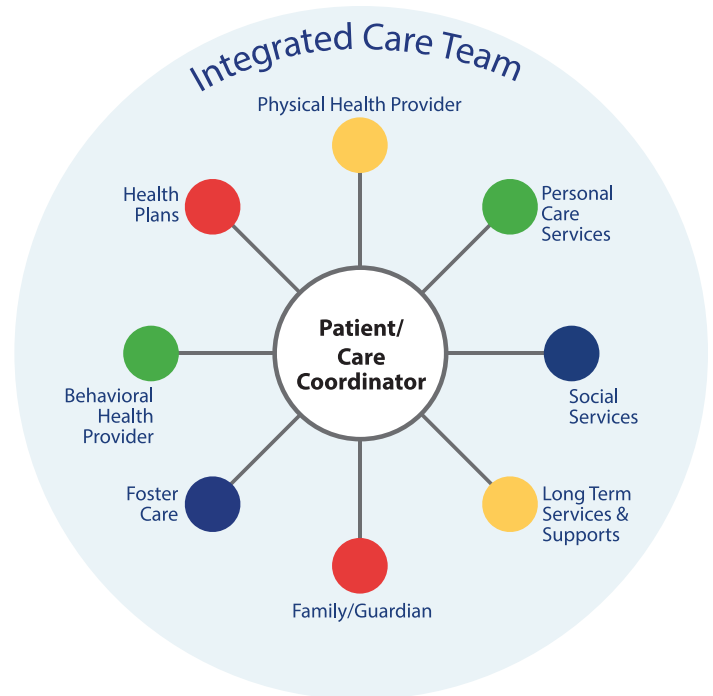 Integrated Care Team
Physical Health Provider
Health
Plans
Personal
Care
Services
Patient/
Care
Coordinator
Behavioral
Health
Provider
Social
Services
Foster
Care
Long Term
Services &
Supports
Family/Guardian